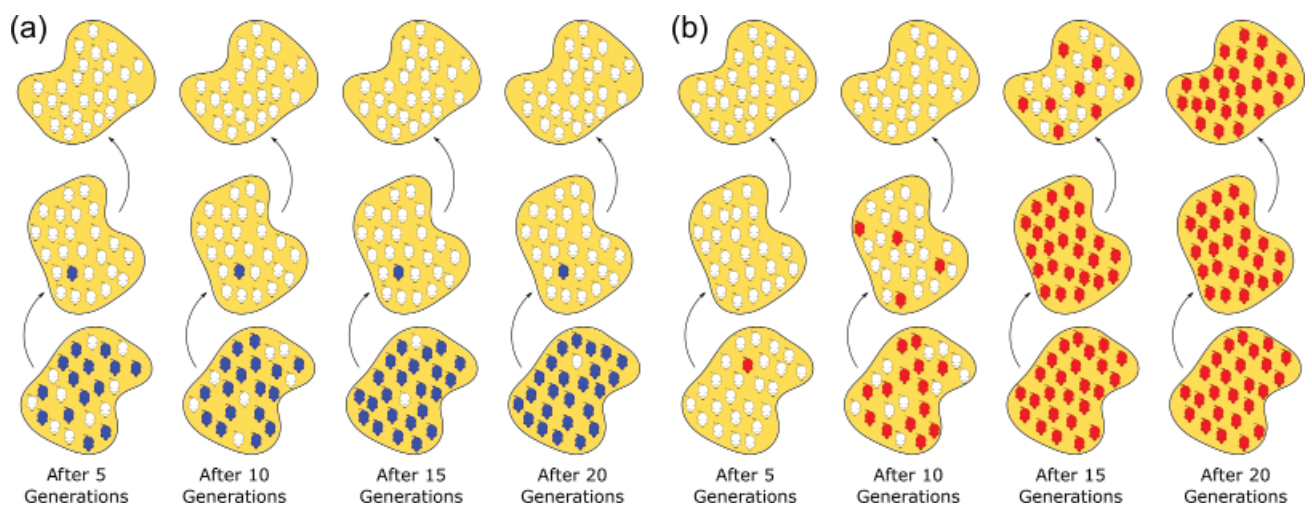 (a)
(b)
After 5
Generations
After 10
Generations
After 15
Generations
After 20
Generations
After 5
Generations
After 10
Generations
After 15
Generations
After 20
Generations